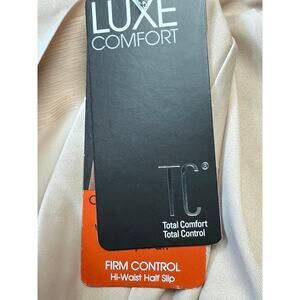 LUXE
COMFORT
TC®
Total Comfort
Total Control
FIRM CONTROL
Hi-Waist Half Slip